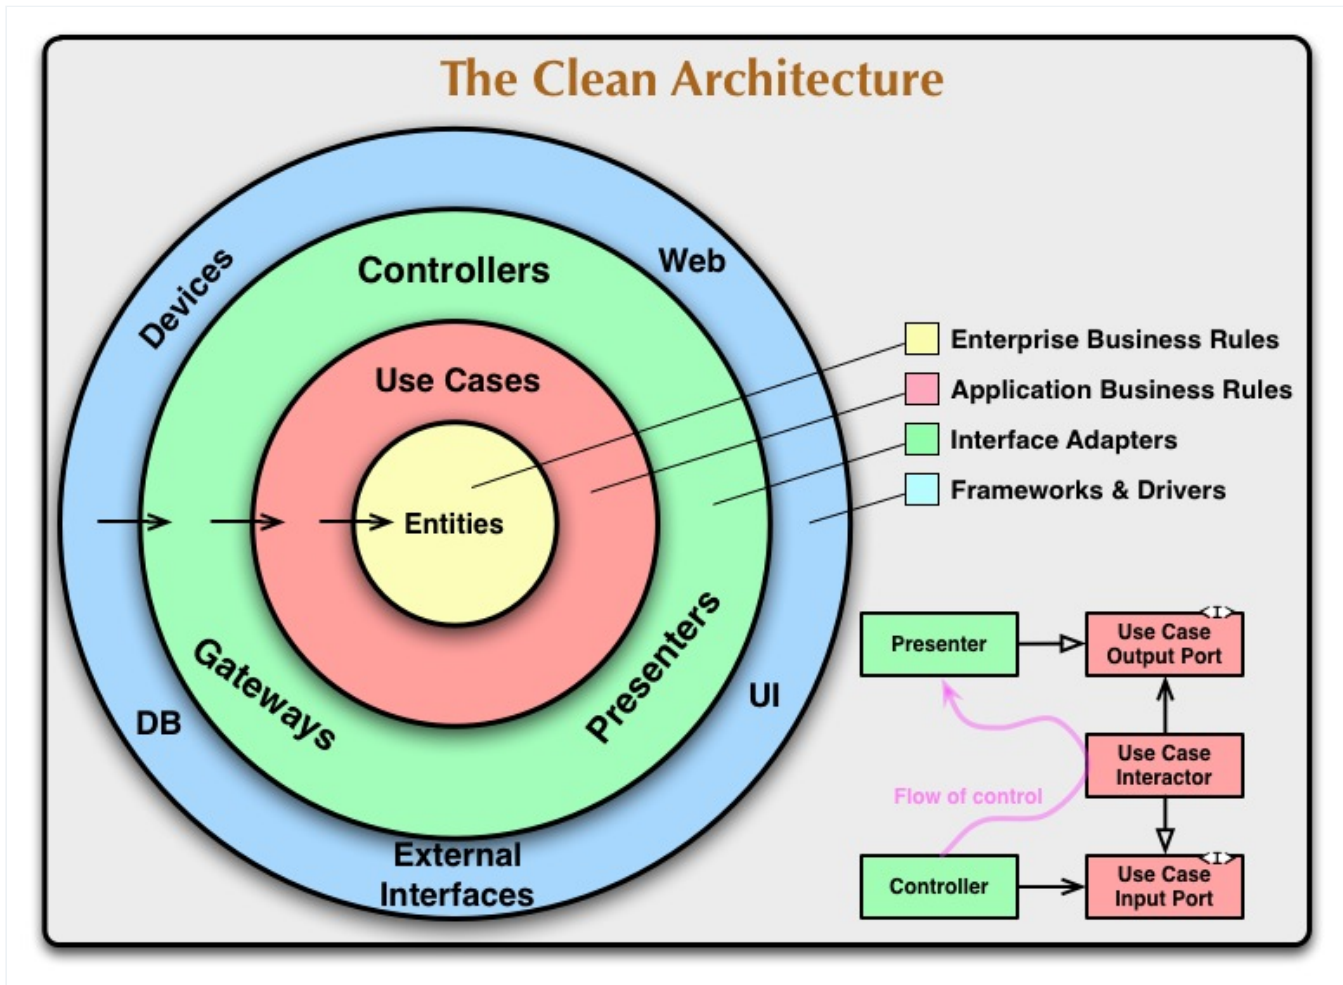 The Clean Architecture
Devices
Web
Controllers
Use Cases
Entities
Gateways
Presenters
DB
UI
External
Interfaces
Enterprise Business Rules
Application Business Rules
Interface Adapters
Frameworks & Drivers
Presenter
<I>
Use Case
Output Port
Use Case
Interactor
Flow of control
Controller
<I>
Use Case
Input Port